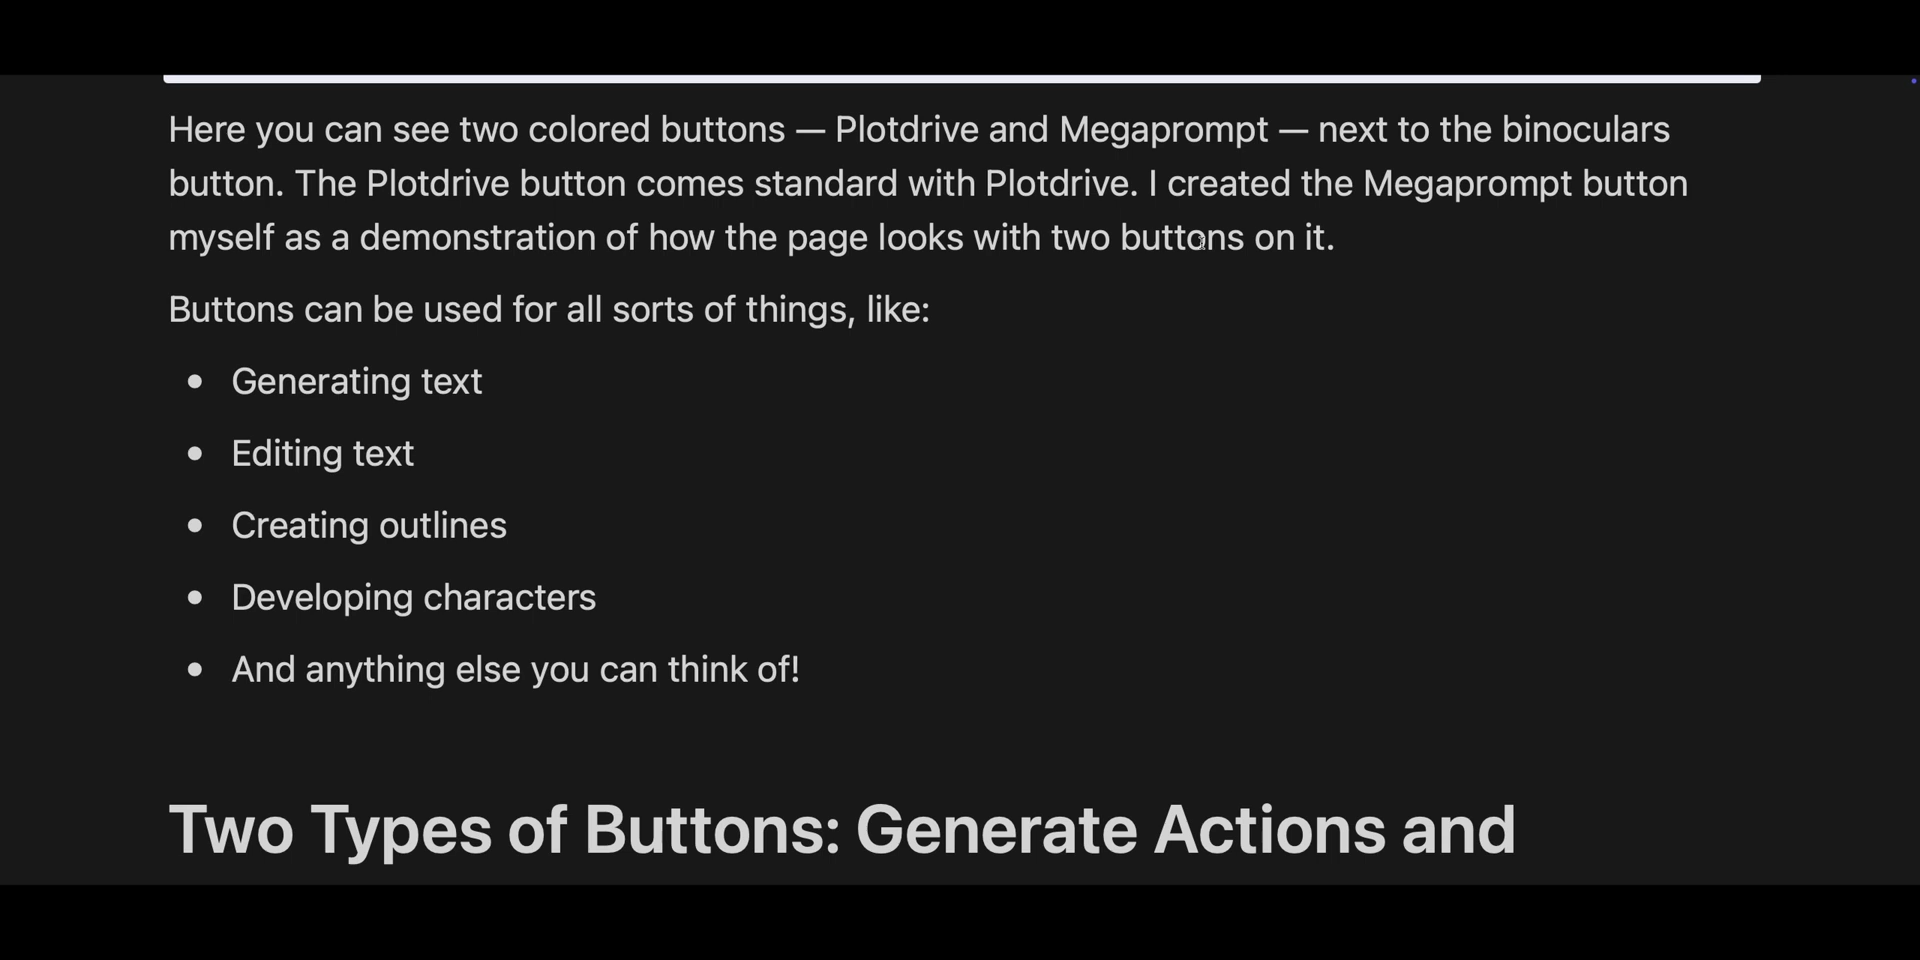 Here you can see two colored buttons — Plotdrive and Megaprompt — next to the binoculars
button. The Plotdrive button comes standard with Plotdrive. I created the Megaprompt button
myself as a demonstration of how the page looks with two buttons on it.
Buttons can be used for all sorts of things, like:
• Generating text
• Editing text
• Creating outlines
• Developing characters
• And anything else you can think of!
Two Types of Buttons: Generate Actions and